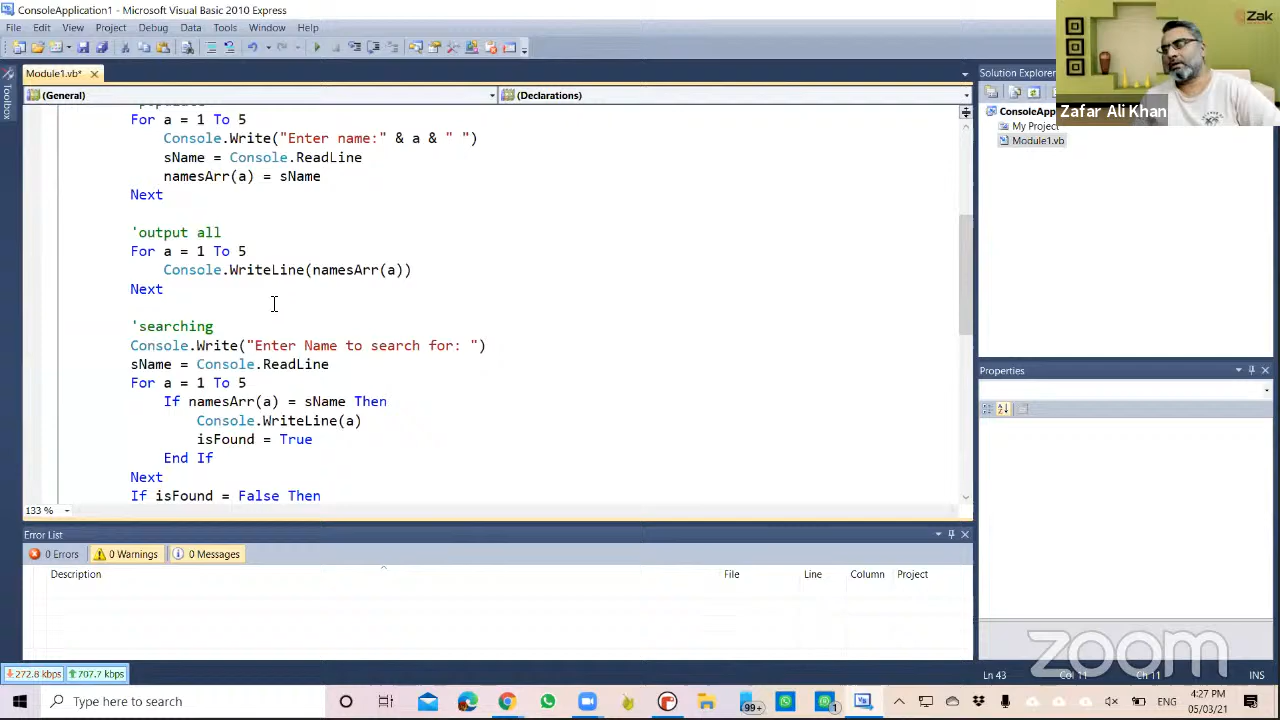 ConsoleApplication1 - Microsoft Visual Basic 2010 Express
File Edit View Project Debug Data Tools Window Help
Zak
Zafar Ali Khan
Module1.vb*
Toolbox
(General)
(Declarations)
For a = 1 To 5
Console.Write("Enter name:" & a & " ")
sName = Console.ReadLine
namesArr(a) = sName
Next
'output all
For a = 1 To 5
Console.WriteLine(namesArr(a))
Next
'searching
Console.Write("Enter Name to search for: ")
sName = Console.ReadLine
For a = 1 To 5
If namesArr(a) = sName Then
Console.WriteLine(a)
isFound = True
End If
Next
If isFound = False Then
133 %
Solution Explorer
ConsoleApp
My Project
Module1.vb
Properties
Error List
0 Errors
0 Warnings
0 Messages
Description File Line Column Project
zoom
272.8 kbps 707.7 kbps
Ln 43 Col 11 Ch 11 INS
Type here to search
99+
1
ENG
4:27 PM
05/03/21